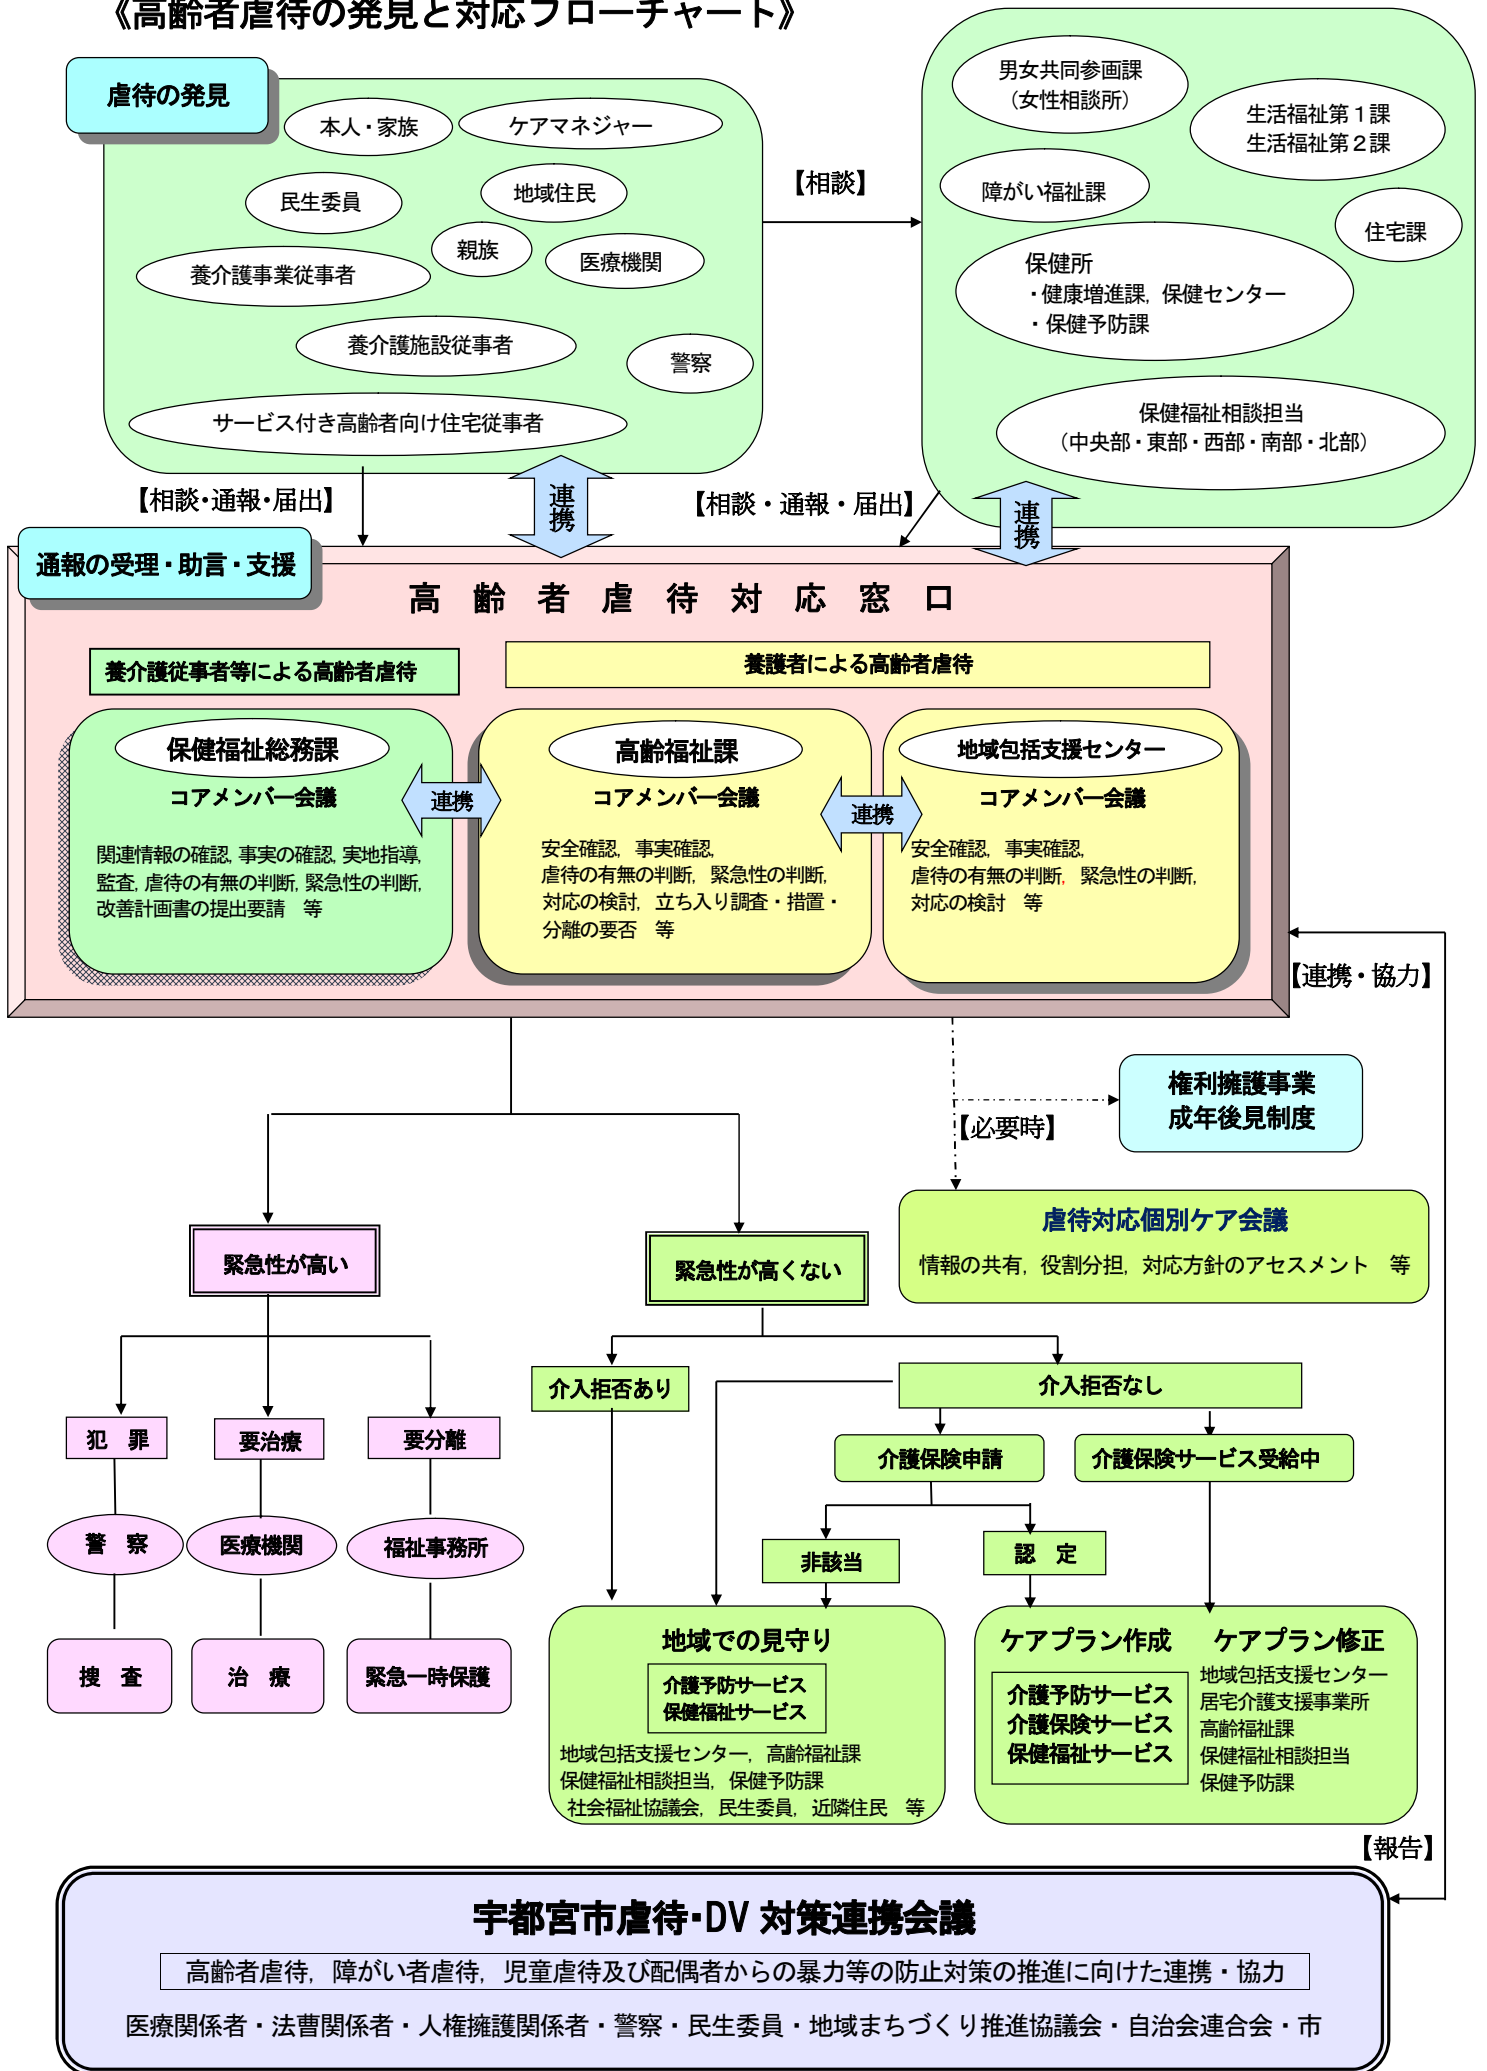 《高齢者虐待の発見と対応フローチャート》
虐待の発見
本人・家族
ケアマネジャー
民生委員
地域住民
親族
養介護事業従事者
医療機関
養介護施設従事者
警察
サービス付き高齢者向け住宅従事者
【相談】
男女共同参画課
（女性相談所）
生活福祉第１課
生活福祉第２課
障がい福祉課
住宅課
保健所
・健康増進課，保健センター
・保健予防課
保健福祉相談担当
（中央部・東部・西部・南部・北部）
【相談・通報・届出】
連携
【相談・通報・届出】
連携
通報の受理・助言・支援
高　齢　者　虐　待　対　応　窓　口
養介護従事者等による高齢者虐待
養護者による高齢者虐待
保健福祉総務課
コアメンバー会議
関連情報の確認，事実の確認，実地指導，
監査，虐待の有無の判断，緊急性の判断，
改善計画書の提出要請　等
連携
高齢福祉課
コアメンバー会議
安全確認，事実確認，
虐待の有無の判断，緊急性の判断，
対応の検討，立ち入り調査・措置・
分離の要否　等
連携
地域包括支援センター
コアメンバー会議
安全確認，事実確認，
虐待の有無の判断，緊急性の判断，
対応の検討　等
【連携・協力】
権利擁護事業
成年後見制度
【必要時】
虐待対応個別ケア会議
情報の共有，役割分担，対応方針のアセスメント　等
緊急性が高い
緊急性が高くない
介入拒否あり
介入拒否なし
犯　罪
要治療
要分離
介護保険申請
介護保険サービス受給中
警　察
医療機関
福祉事務所
非該当
認　定
捜　査
治　療
緊急一時保護
地域での見守り
介護予防サービス
保健福祉サービス
地域包括支援センター，高齢福祉課
保健福祉相談担当，保健予防課
社会福祉協議会，民生委員，近隣住民　等
ケアプラン作成
介護予防サービス
介護保険サービス
保健福祉サービス
ケアプラン修正
地域包括支援センター
居宅介護支援事業所
高齢福祉課
保健福祉相談担当
保健予防課
【報告】
宇都宮市虐待・DV 対策連携会議
高齢者虐待，障がい者虐待，児童虐待及び配偶者からの暴力等の防止対策の推進に向けた連携・協力
医療関係者・法曹関係者・人権擁護関係者・警察・民生委員・地域まちづくり推進協議会・自治会連合会・市